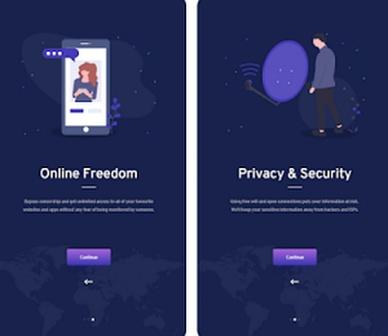 Online Freedom
Bypass censorship and get unlimited access to all of your favourite
websites and apps without any fear of being monitored by someone.
Continue
Privacy & Security
Using free wifi and open connections puts your information at risk.
We'll keep your sensitive information away from hackers and ISPs.
Continue